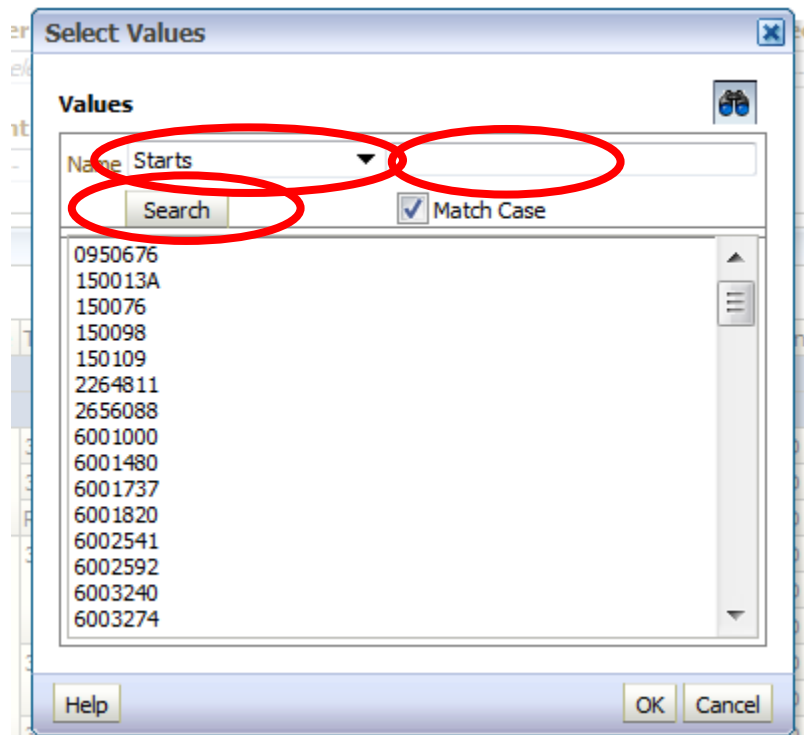 Select Values
Values
Name Starts
Search Match Case
0950676
150013A
150076
150098
150109
2264811
2656088
6001000
6001480
6001737
6001820
6002541
6002592
6003240
6003274
Help OK Cancel